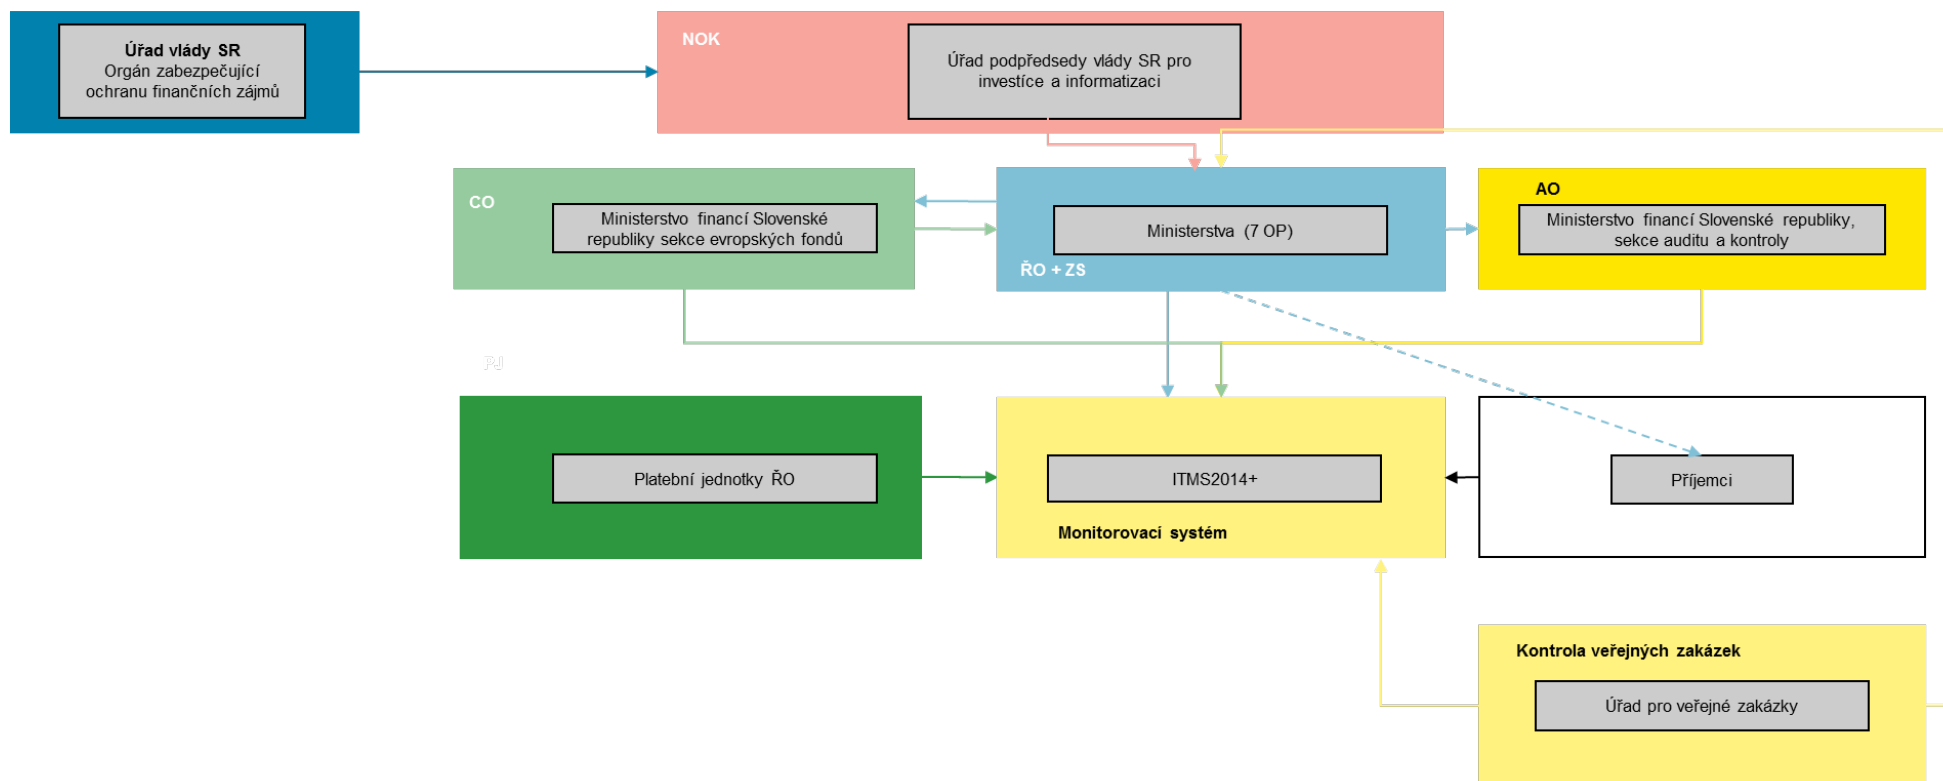 Úřad vlády SR
Orgán zabezpečující
ochranu finančních zájmů
NOK
Úřad podpředsedy vlády SR pro
investice a informatizaci
CO
Ministerstvo financí Slovenské
republiky sekce evropských fondů
Ministerstva (7 OP)
ŘO + ZS
AO
Ministerstvo financí Slovenské republiky,
sekce auditu a kontroly
PJ
Platební jednotky ŘO
ITMS2014+
Monitorovací systém
Příjemci
Kontrola veřejných zakázek
Úřad pro veřejné zakázky